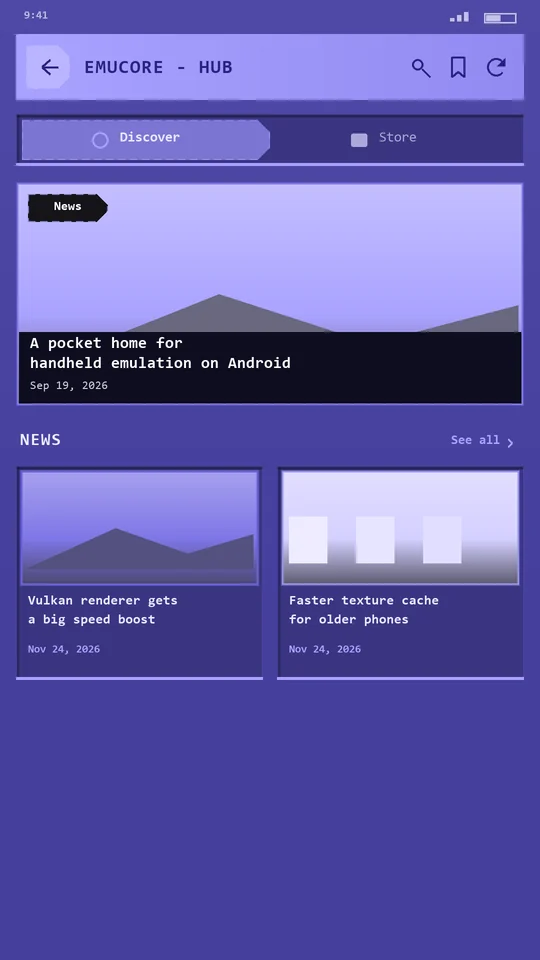 9:41
EMUCORE - HUB
Discover
Store
News
A pocket home for
handheld emulation on Android
Sep 19, 2026
NEWS
See all
Vulkan renderer gets
a big speed boost
Nov 24, 2026
Faster texture cache
for older phones
Nov 24, 2026